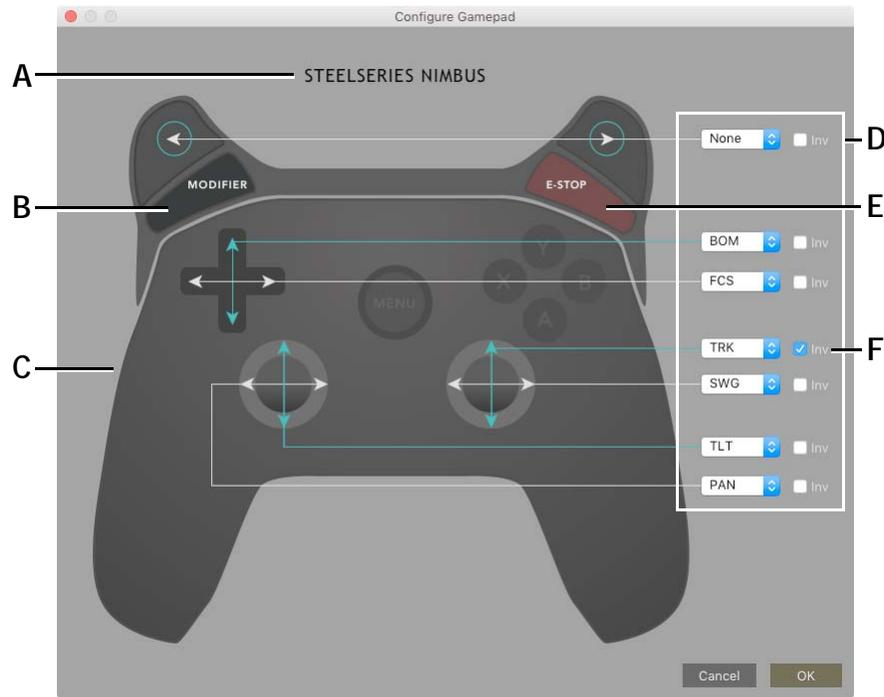 Configure Gamepad
A
STEELSERIES NIMBUS
None
Inv
D
MODIFIER
E-STOP
B
E
BOM
Inv
Y
FCS
Inv
X
B
MENU
A
TRK
Inv
F
C
SWG
Inv
TLT
Inv
PAN
Inv
Cancel
OK